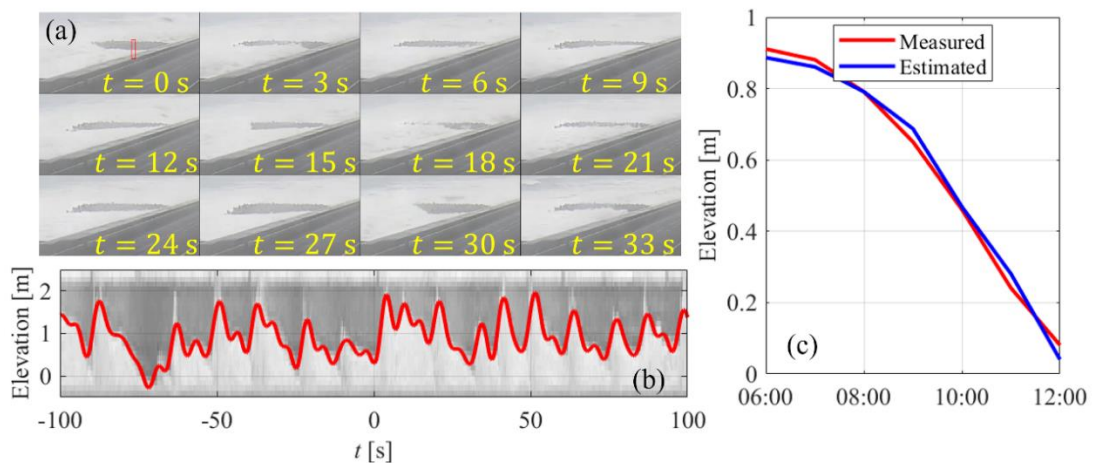 (a)
t = 0 s
t = 3 s
t = 6 s
t = 9 s
t = 12 s
t = 15 s
t = 18 s
t = 21 s
t = 24 s
t = 27 s
t = 30 s
t = 33 s
Elevation [m]
2
1
0
(b)
-100
-50
0
50
100
t [s]
Elevation [m]
1
0.8
0.6
0.4
0.2
0
Measured
Estimated
(c)
06:00
08:00
10:00
12:00